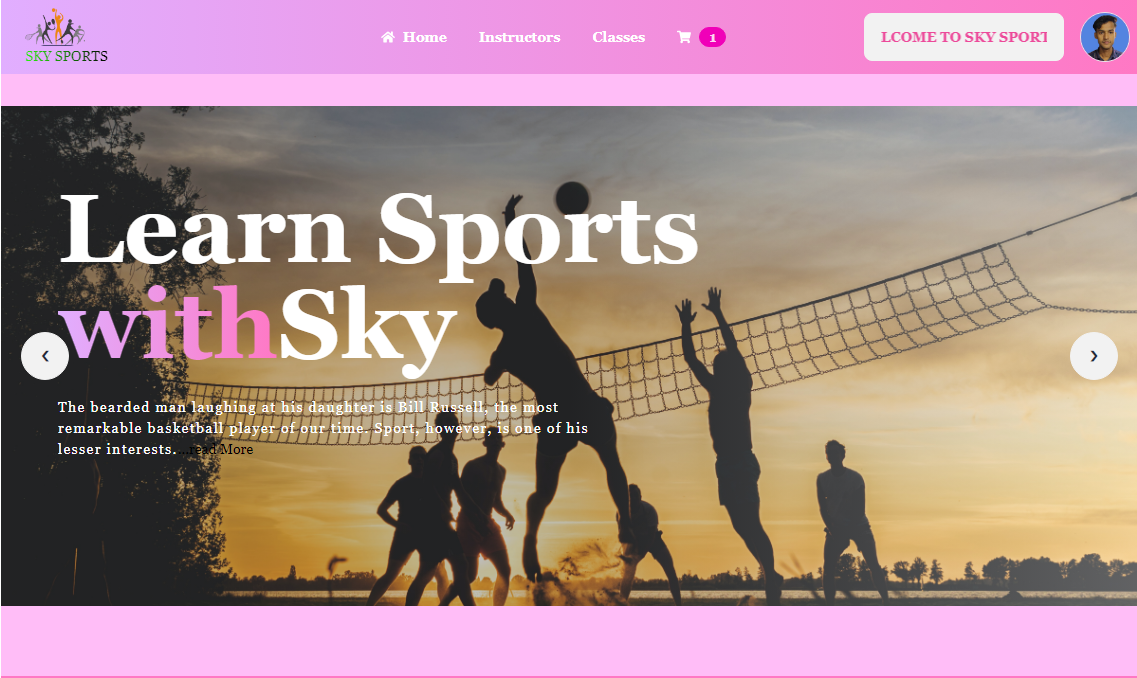 SKY SPORTS
Home Instructors Classes 1
LCOME TO SKY SPORT
Learn Sports
withSky
The bearded man laughing at his daughter is Bill Russell, the most
remarkable basketball player of our time. Sport, however, is one of his
lesser interests. ...read More